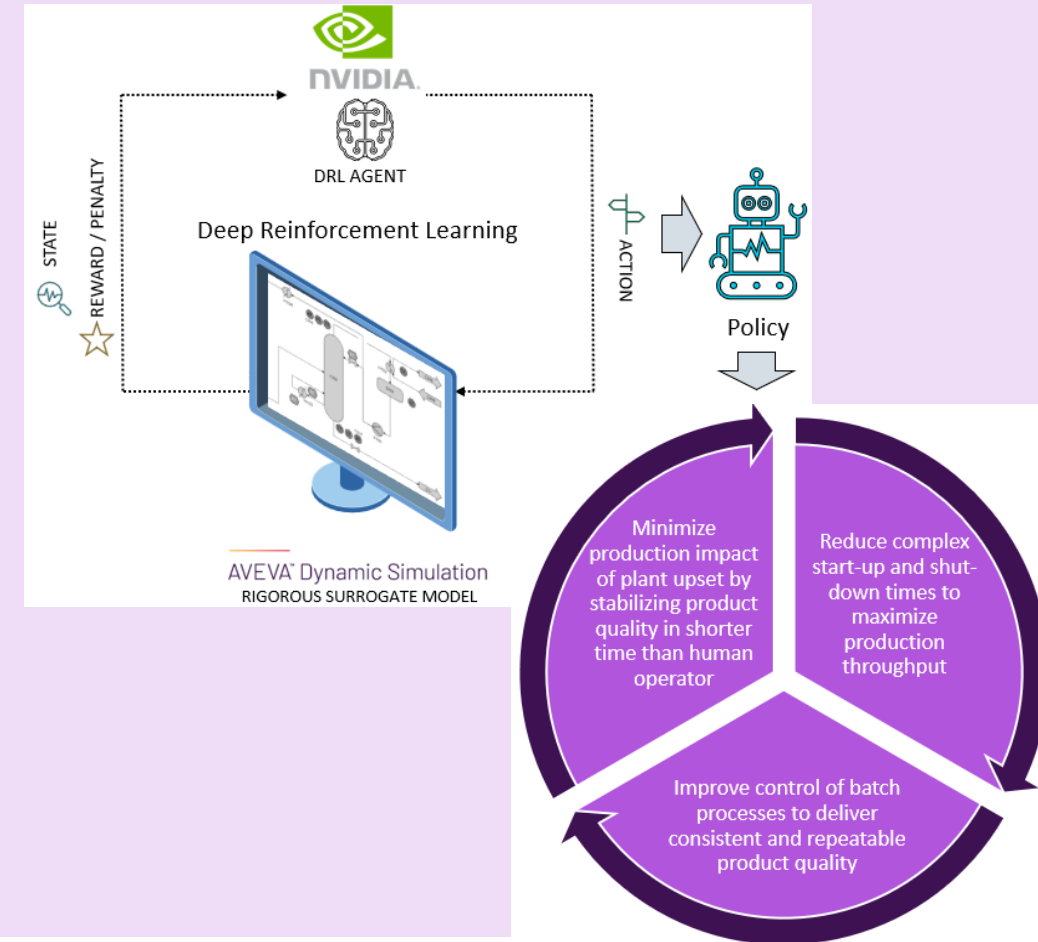 NVIDIA.
DRL AGENT
Deep Reinforcement Learning
STATE
REWARD / PENALTY
ACTION
Policy
AVEVA™ Dynamic Simulation
RIGOROUS SURROGATE MODEL
Minimize
production impact
of plant upset by
stabilizing product
quality in shorter
time than human
operator
Reduce complex
start-up and shut-
down times to
maximize
production
throughput
Improve control of batch
processes to deliver
consistent and repeatable
product quality